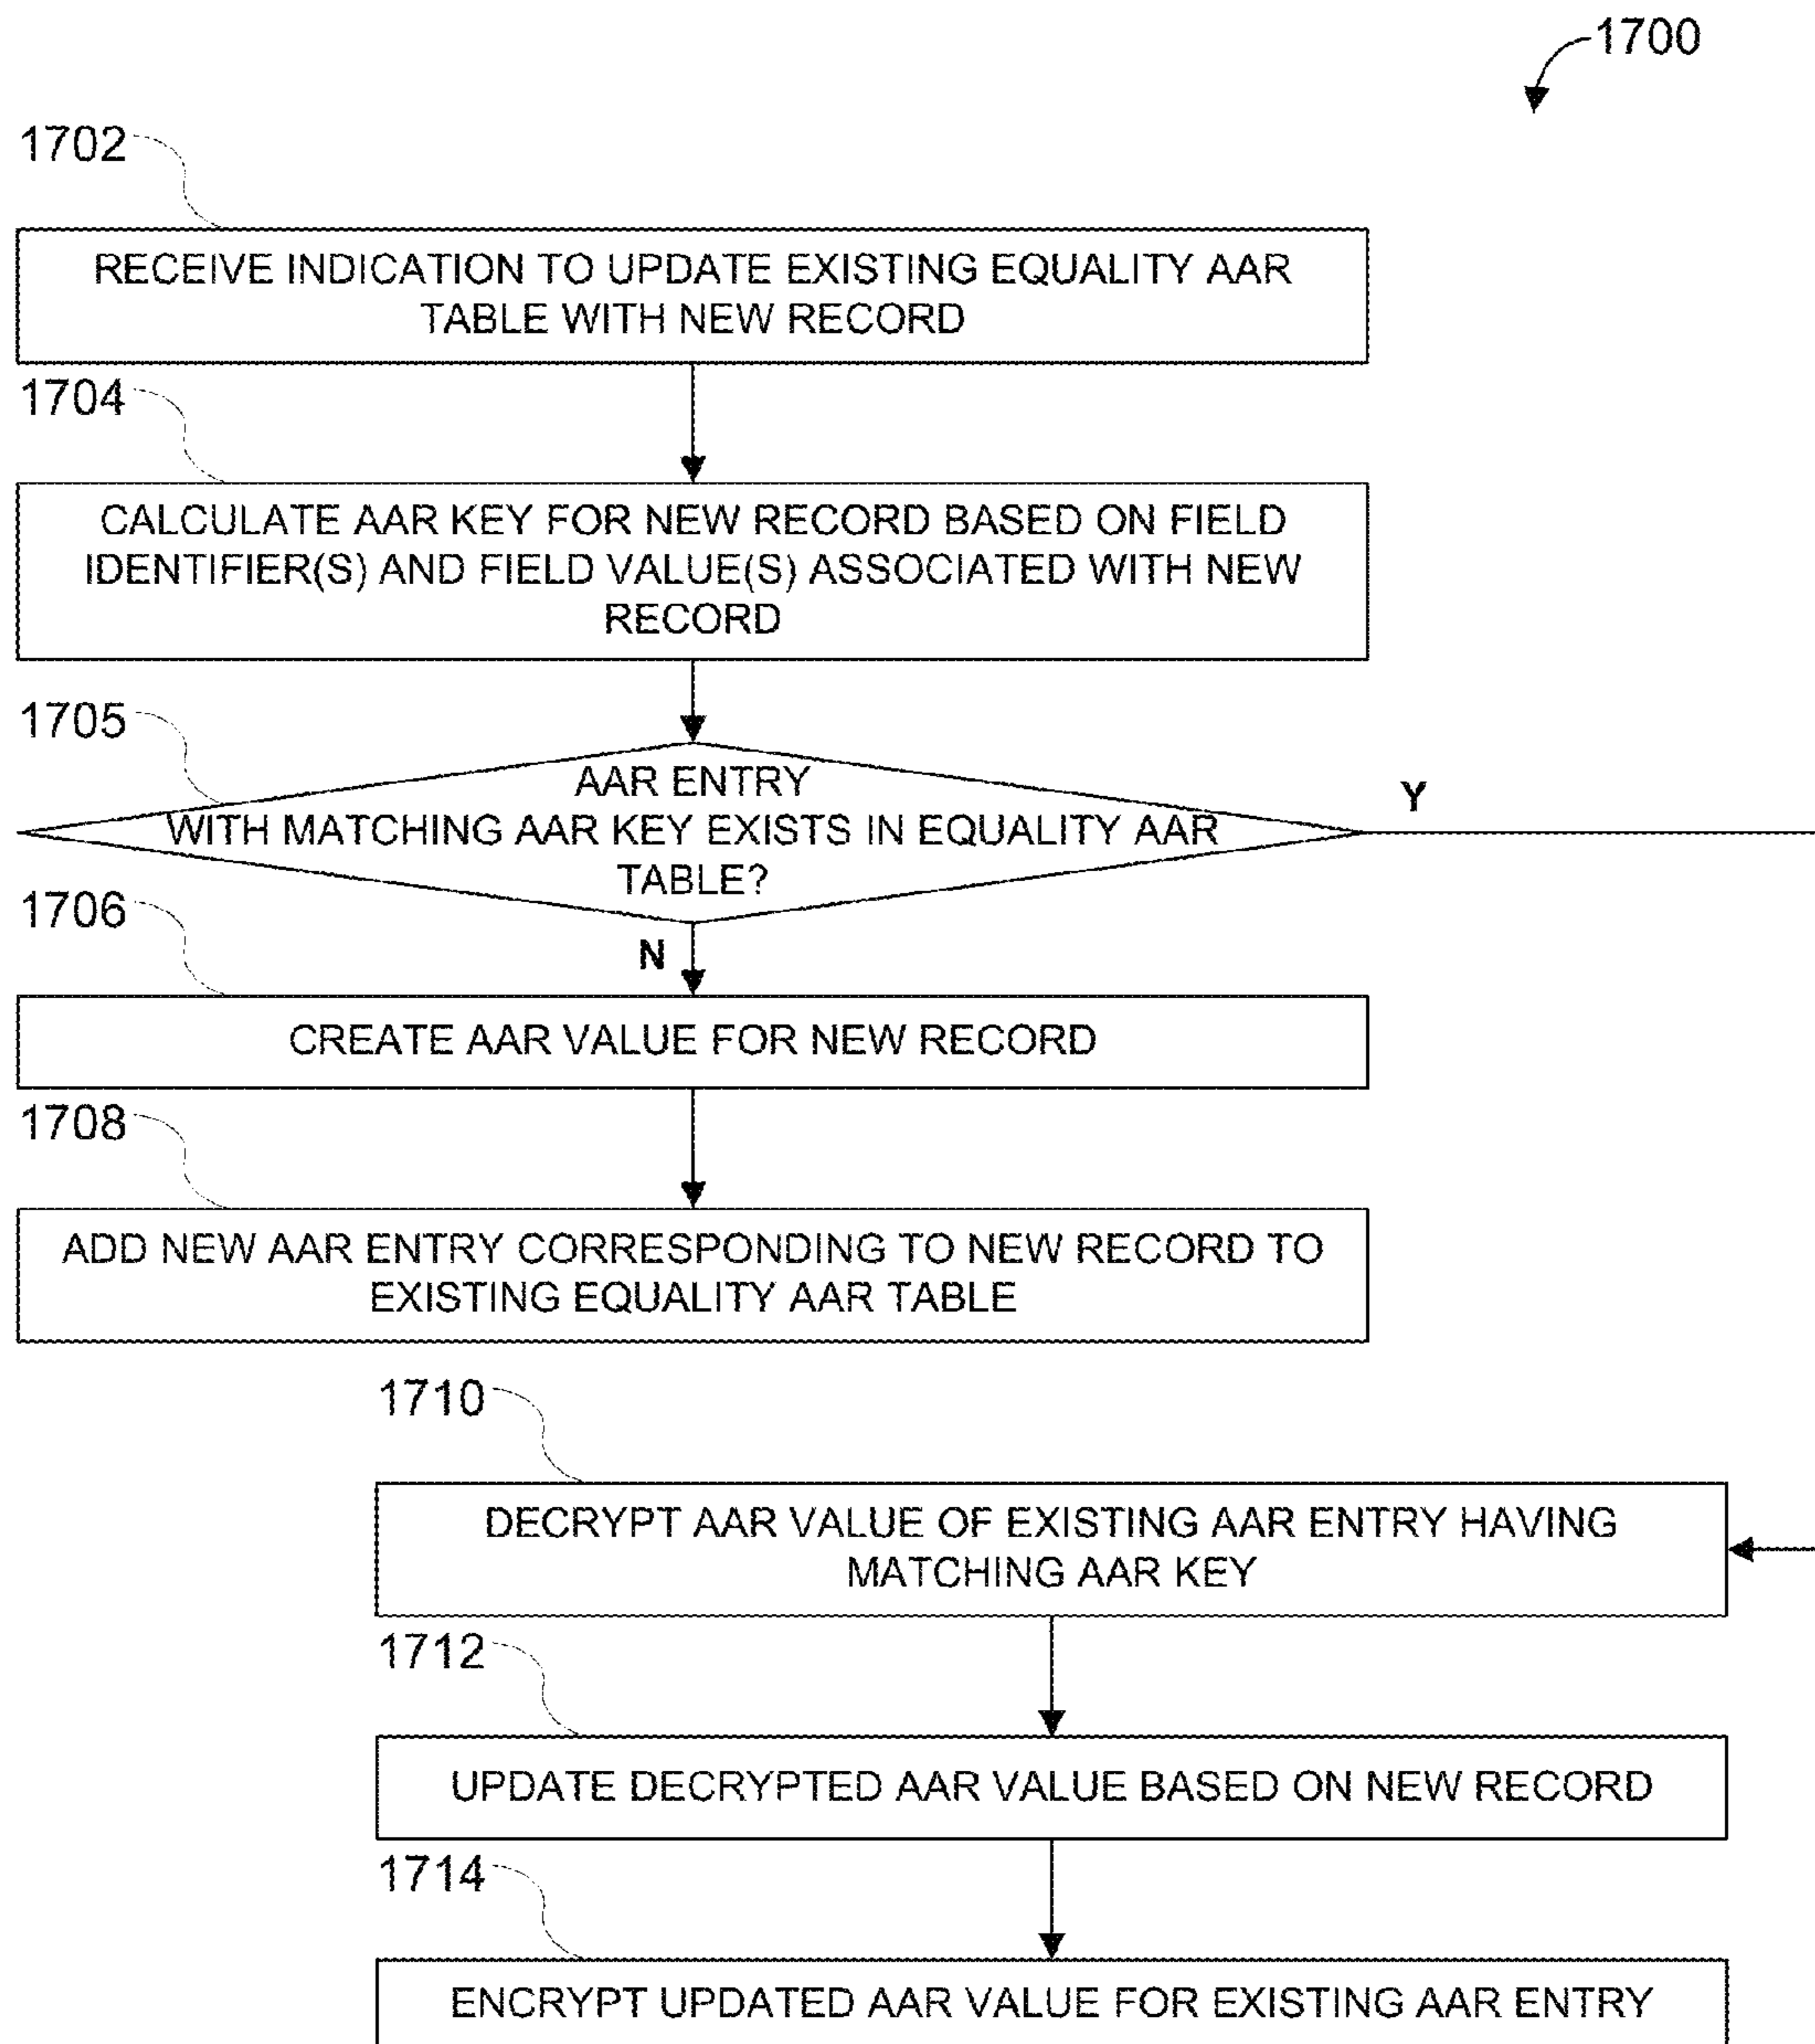 1700
1702
RECEIVE INDICATION TO UPDATE EXISTING EQUALITY AAR
TABLE WITH NEW RECORD
1704
CALCULATE AAR KEY FOR NEW RECORD BASED ON FIELD
IDENTIFIER(S) AND FIELD VALUE(S) ASSOCIATED WITH NEW
RECORD
1705
AAR ENTRY
WITH MATCHING AAR KEY EXISTS IN EQUALITY AAR
TABLE?
Y
1706
N
CREATE AAR VALUE FOR NEW RECORD
1708
ADD NEW AAR ENTRY CORRESPONDING TO NEW RECORD TO
EXISTING EQUALITY AAR TABLE
1710
DECRYPT AAR VALUE OF EXISTING AAR ENTRY HAVING
MATCHING AAR KEY
1712
UPDATE DECRYPTED AAR VALUE BASED ON NEW RECORD
1714
ENCRYPT UPDATED AAR VALUE FOR EXISTING AAR ENTRY